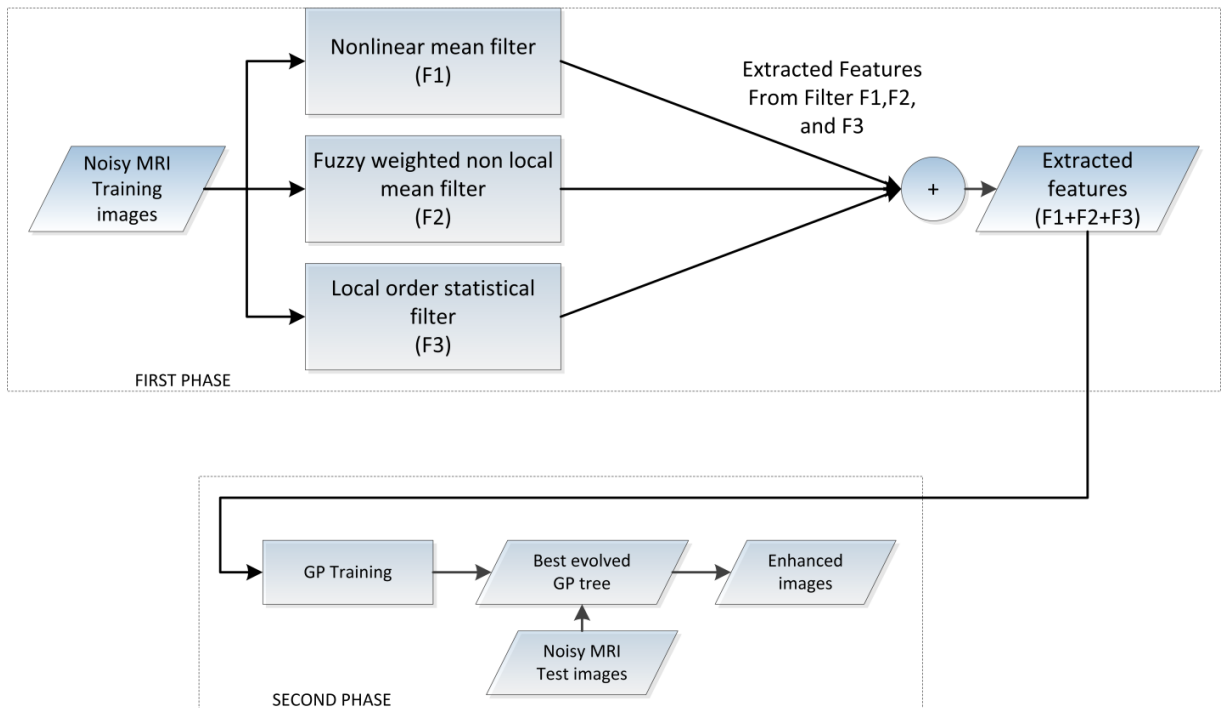 Nonlinear mean filter
(F1)
Extracted Features
From Filter F1,F2,
and F3
Noisy MRI
Training
images
Fuzzy weighted non local
mean filter
(F2)
+
Extracted
features
(F1+F2+F3)
Local order statistical
filter
(F3)
FIRST PHASE
GP Training
Best evolved
GP tree
Enhanced
images
Noisy MRI
Test images
SECOND PHASE